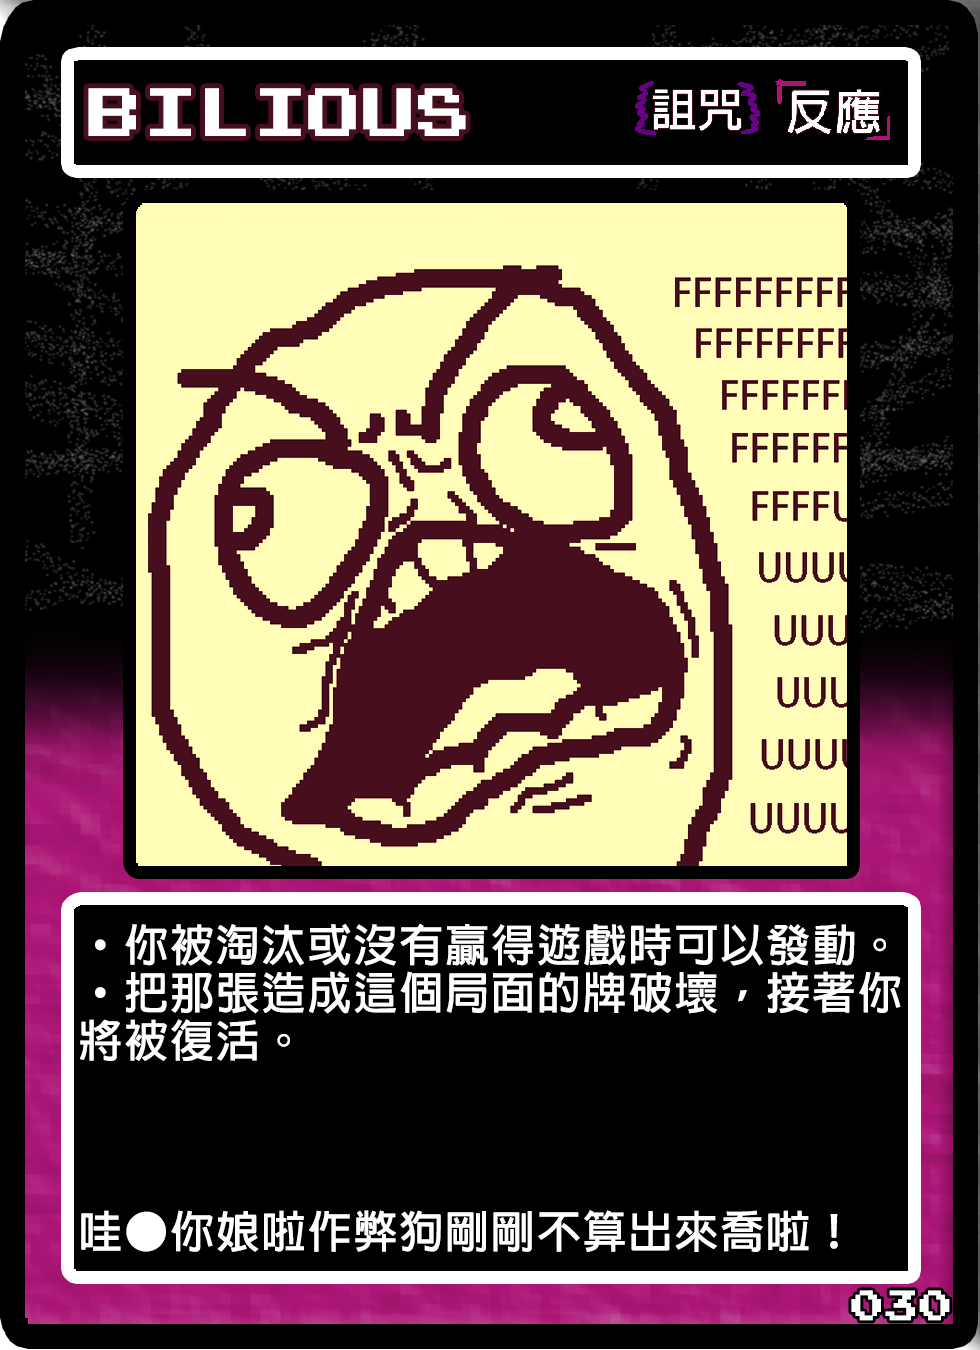 BILIOUS
{詛咒}「反應」
FFFFFFFFF
FFFFFFFF
FFFFFFF
FFFFFF
FFFFU
UUUU
UUU
UUU
UUUU
UUUU
・你被淘汰或沒有贏得遊戲時可以發動。
・把那張造成這個局面的牌破壞，接著你
將被復活。
哇●你娘啦作弊狗剛剛不算出來喬啦！
030